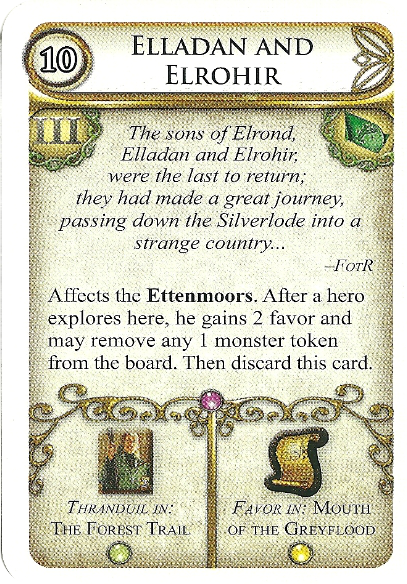 10
ELLADAN AND
ELROHIR
III
The sons of Elrond,
Elladan and Elrohir,
were the last to return;
they had made a great journey,
passing down the Silverlode into a
strange country...
–FOTR
Affects the Ettenmoors. After a hero
explores here, he gains 2 favor and
may remove any 1 monster token
from the board. Then discard this card.
THRANDUIL IN:
THE FOREST TRAIL
FAVOR IN: MOUTH
OF THE GREYFLOOD